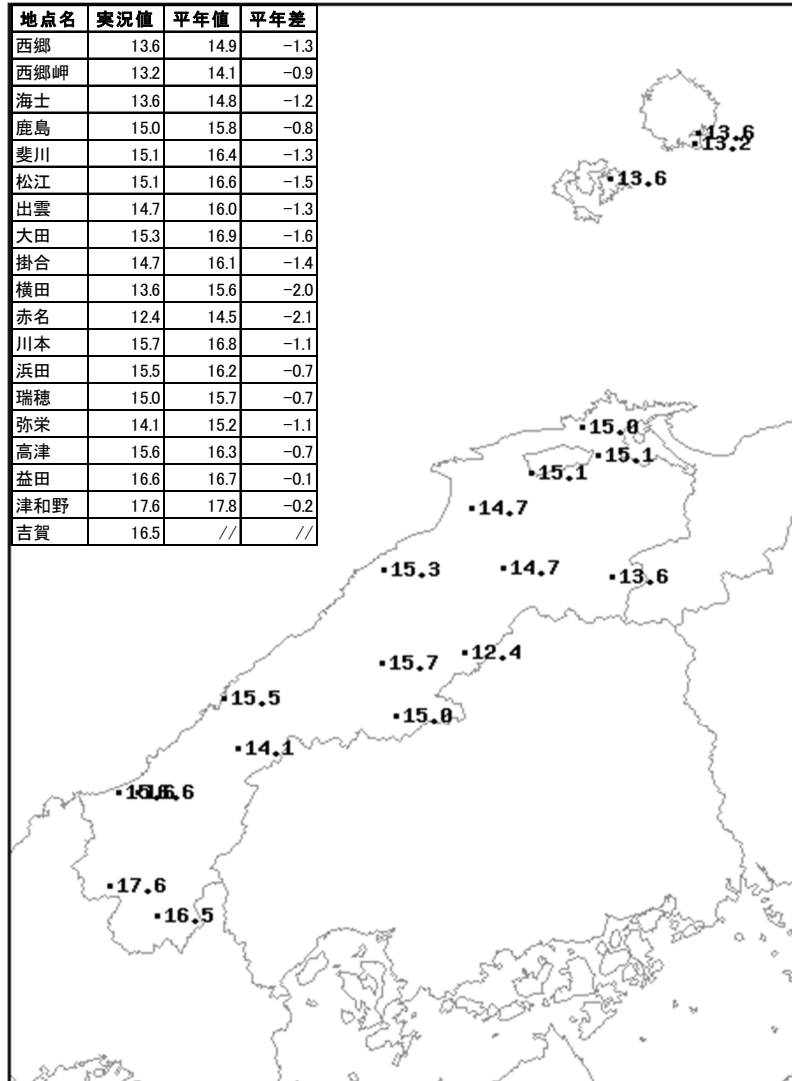 地点名 実況値 平年値 平年差
西郷 13.6 14.9 -1.3
西郷岬 13.2 14.1 -0.9
海士 13.6 14.8 -1.2
鹿島 15.0 15.8 -0.8
斐川 15.1 16.4 -1.3
松江 15.1 16.6 -1.5
出雲 14.7 16.0 -1.3
大田 15.3 16.9 -1.6
掛合 14.7 16.1 -1.4
横田 13.6 15.6 -2.0
赤名 12.4 14.5 -2.1
川本 15.7 16.8 -1.1
浜田 15.5 16.2 -0.7
瑞穂 15.0 15.7 -0.7
弥栄 14.1 15.2 -1.1
高津 15.6 16.3 -0.7
益田 16.6 16.7 -0.1
津和野 17.6 17.8 -0.2
吉賀 16.5 // //
13.6
13.2
13.6
15.0
15.1
15.1
14.7
15.3 14.7 13.6
12.4
15.7
15.5
15.0
14.1
15.6 16.6
17.6
16.5